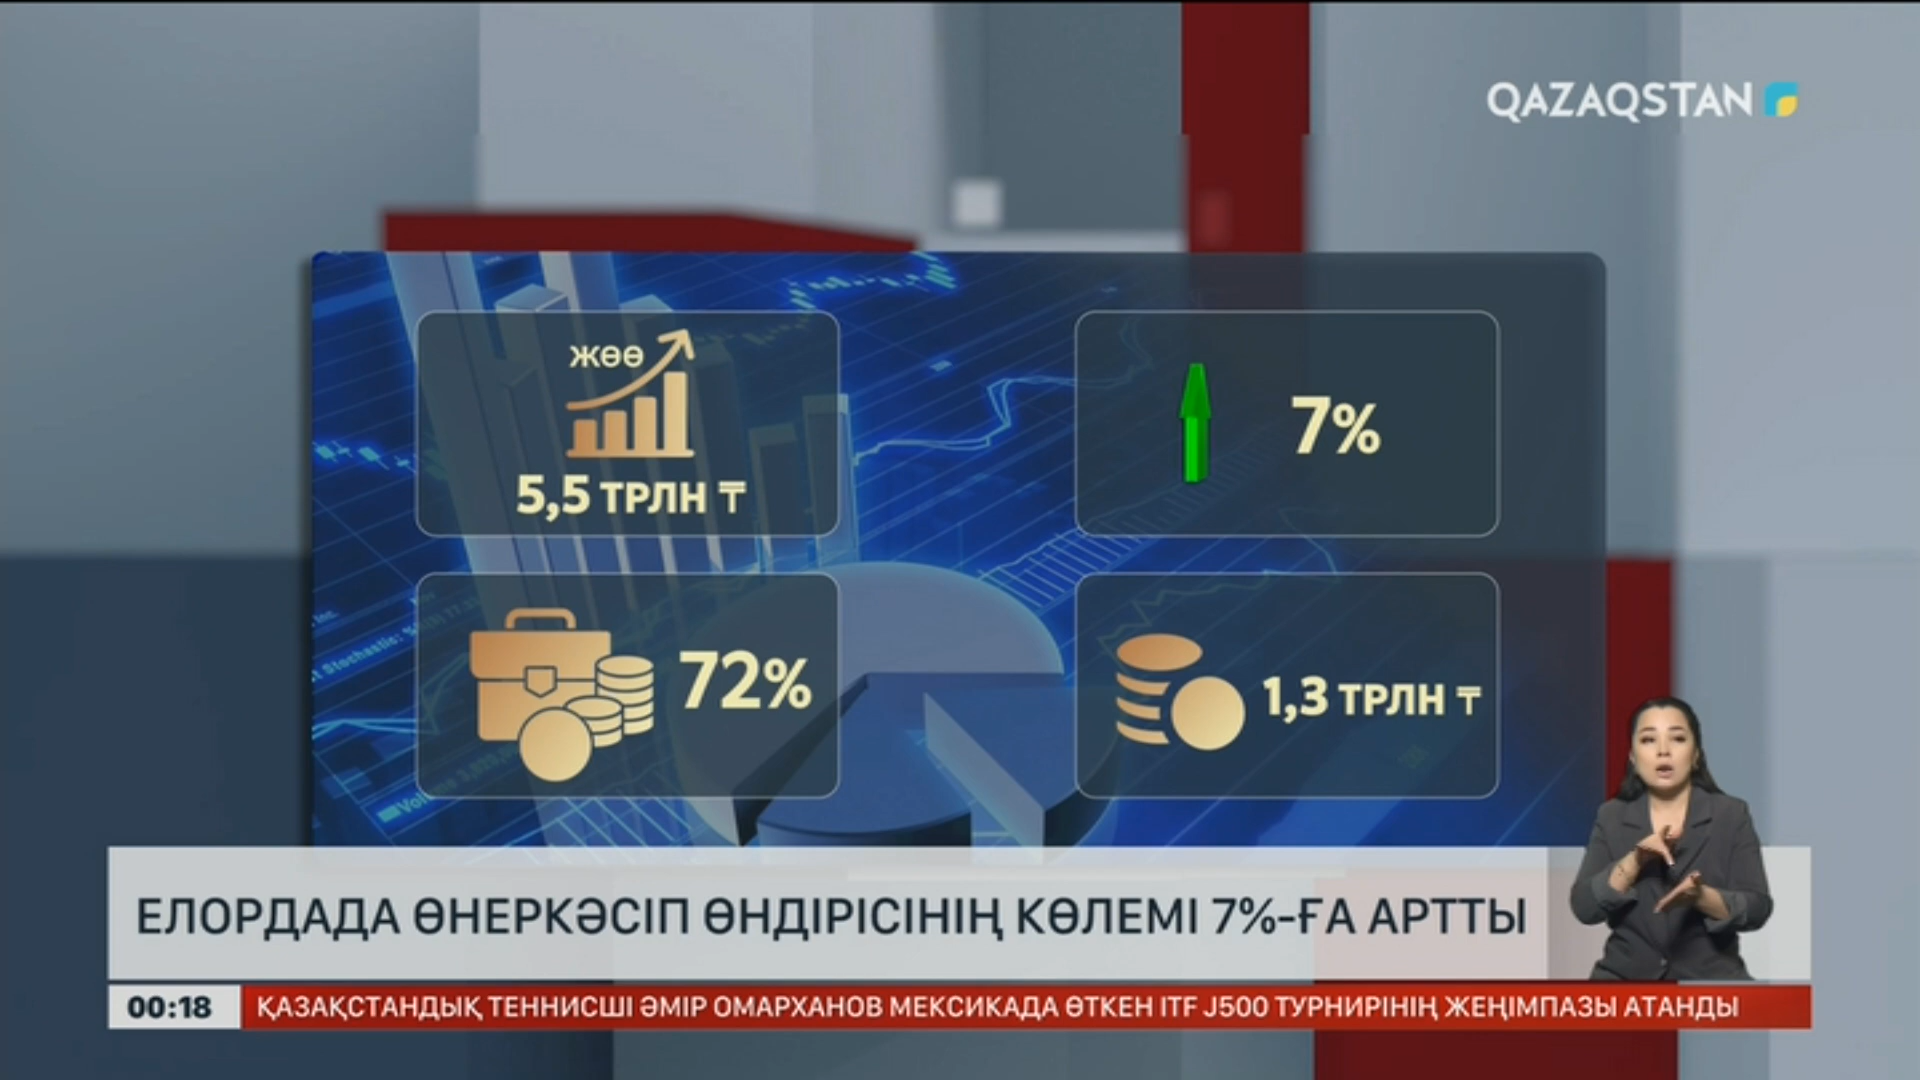 QAZAQSTAN
ЖӨӨ
5,5 ТРЛН ₸
7%
72%
1,3 ТРЛН ₸
ЕЛОРДАДА ӨНЕРКӘСІП ӨНДІРІСІНІҢ КӨЛЕМІ 7%-ҒА АРТТЫ
00:18 ҚАЗАҚСТАНДЫҚ ТЕННИСШІ ӘМІР ОМАРХАНОВ МЕКСИКАДА ӨТКЕН ITF J500 ТУРНИРІНІҢ ЖЕҢІМПАЗЫ АТАНДЫ